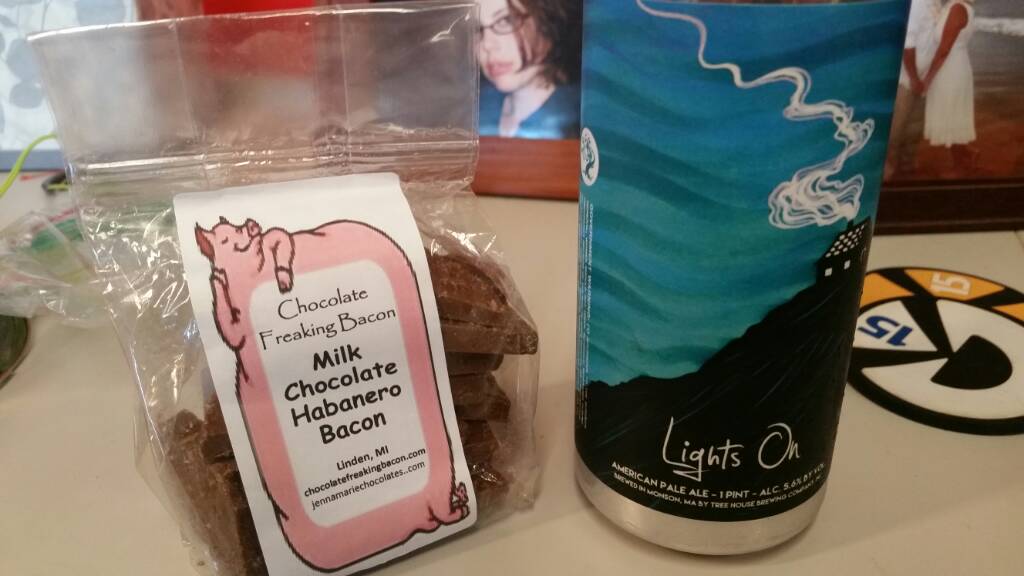 Chocolate
Freaking Bacon
Milk
Chocolate
Habanero
Bacon
Linden, MI
chocolatefreakingbacon.com
jennamariechocolates.com
Lights On
AMERICAN PALE ALE - 1 PINT - ALC. 5.6% BY VOL
BREWED IN MONSON, MA BY TREE HOUSE BREWING COMPANY
15
15